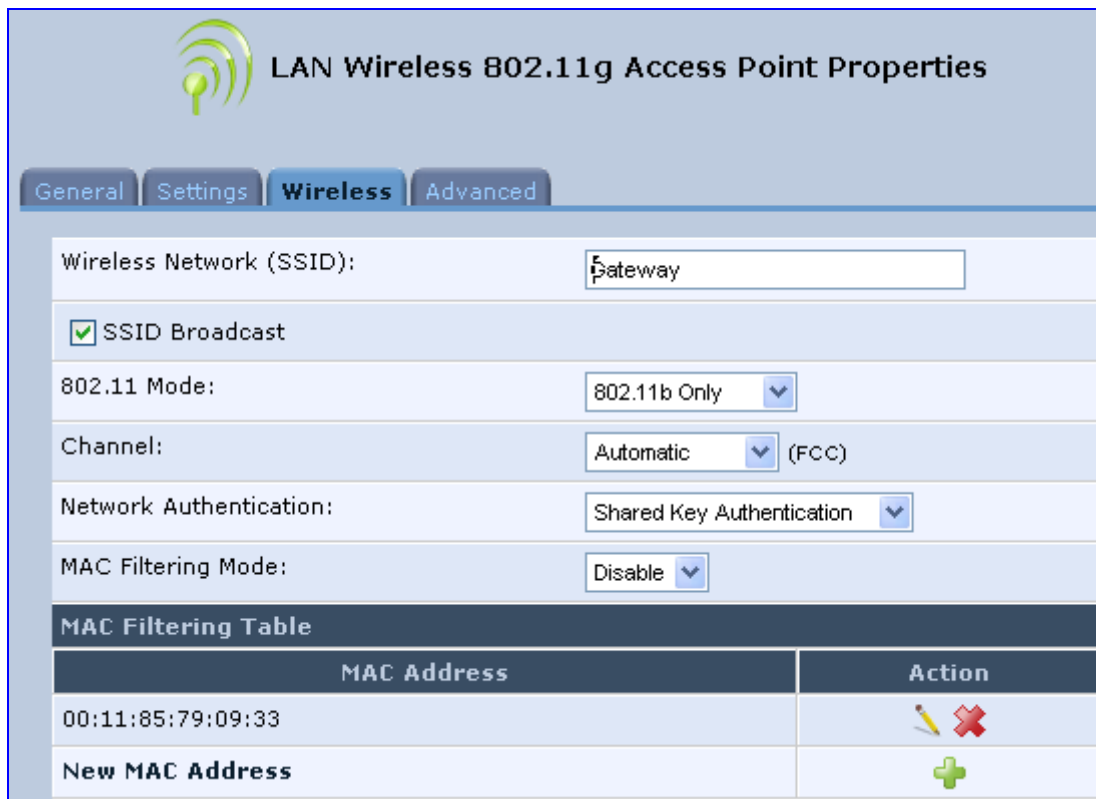 LAN Wireless 802.11g Access Point Properties
General Settings Wireless Advanced
Wireless Network (SSID): Gateway
SSID Broadcast
802.11 Mode: 802.11b Only
Channel: Automatic (FCC)
Network Authentication: Shared Key Authentication
MAC Filtering Mode: Disable
MAC Filtering Table
MAC Address Action
00:11:85:79:09:33
New MAC Address